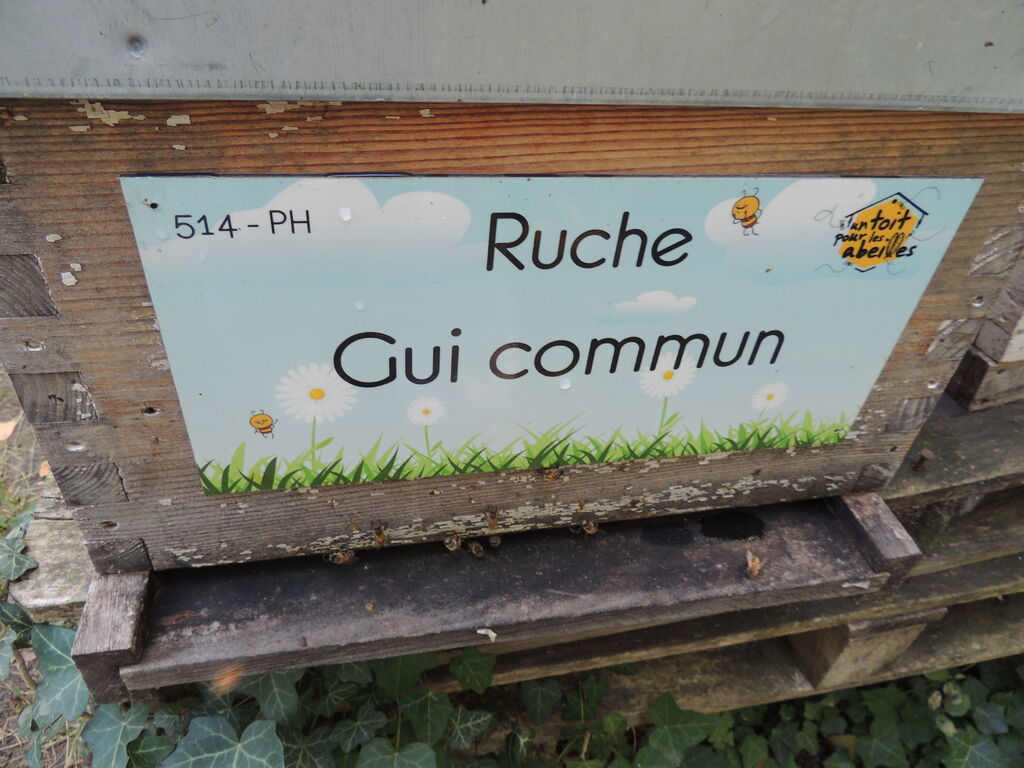 514-PH
Ruche
Gui commun
un toit
pour les
abeilles